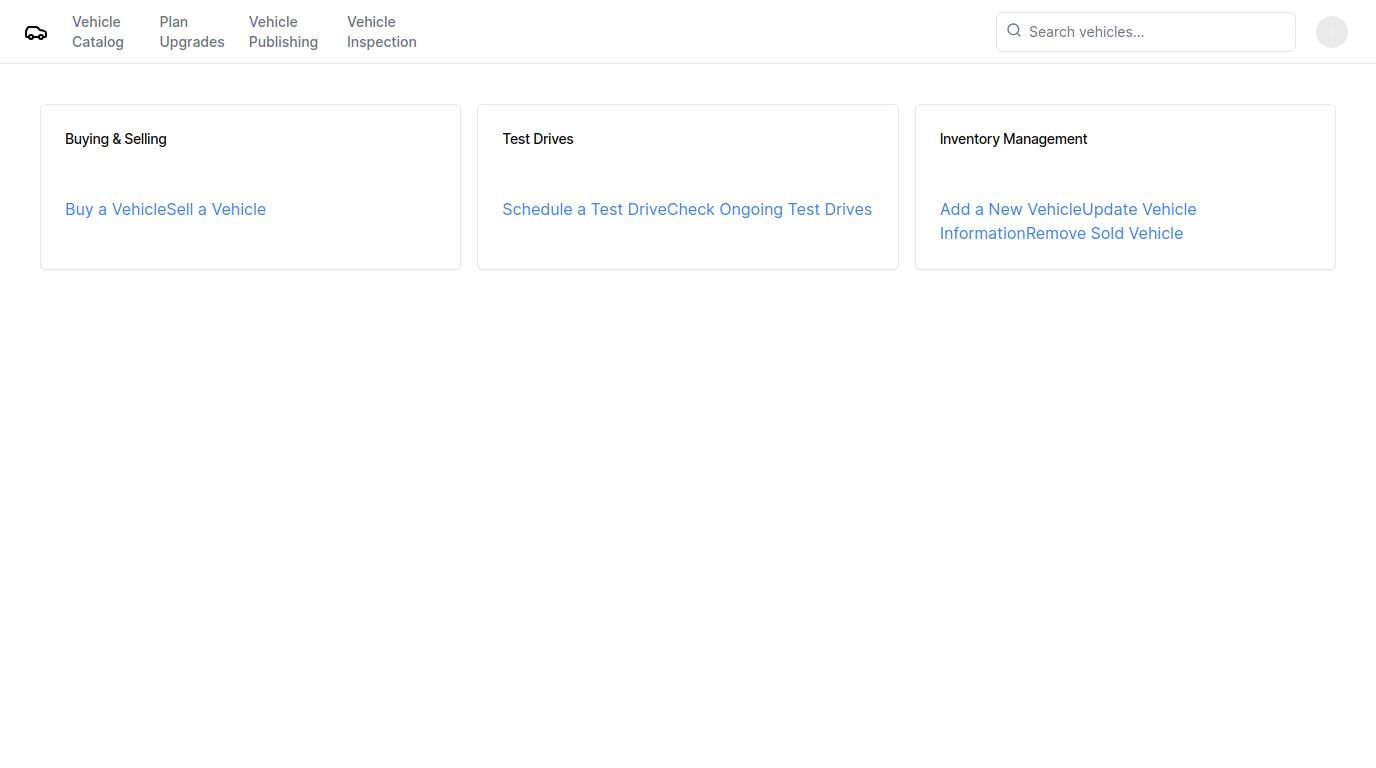 Vehicle
Catalog
Plan
Upgrades
Vehicle
Publishing
Vehicle
Inspection
Search vehicles...
Buying & Selling
Buy a VehicleSell a Vehicle
Test Drives
Schedule a Test DriveCheck Ongoing Test Drives
Inventory Management
Add a New VehicleUpdate Vehicle
InformationRemove Sold Vehicle